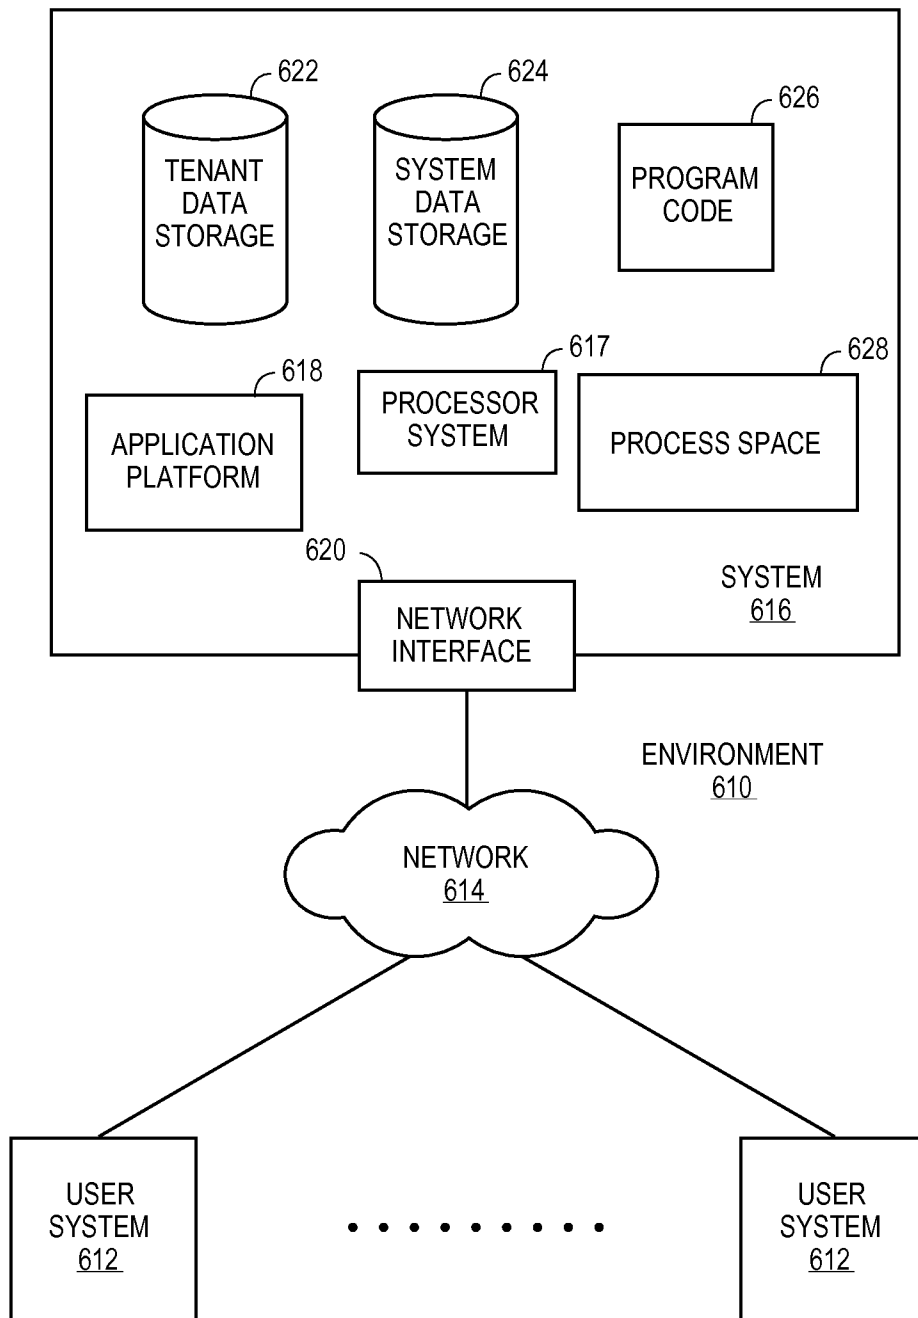 622
624
626
TENANT
DATA
STORAGE
SYSTEM
DATA
STORAGE
PROGRAM
CODE
618
617
628
APPLICATION
PLATFORM
PROCESSOR
SYSTEM
PROCESS SPACE
620
NETWORK
INTERFACE
SYSTEM
616
ENVIRONMENT
610
NETWORK
614
USER
SYSTEM
612
USER
SYSTEM
612